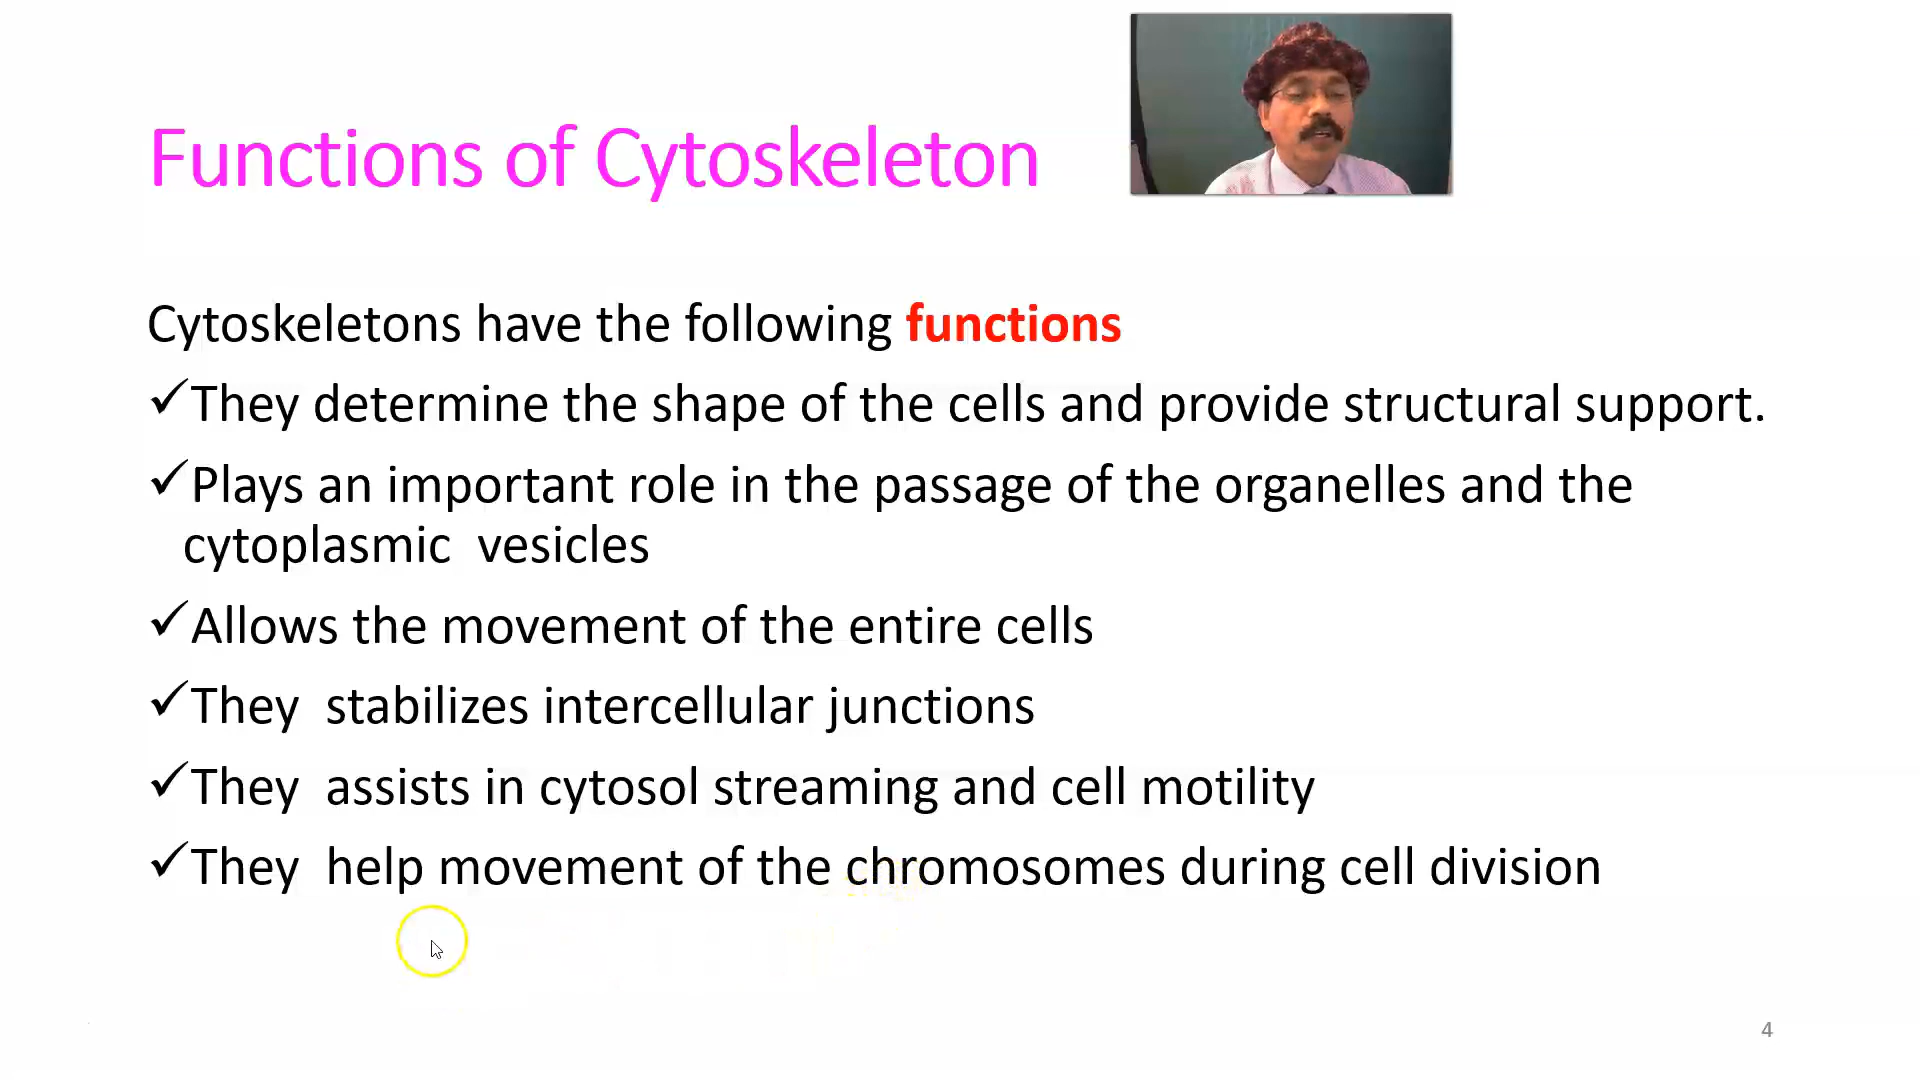 Functions of Cytoskeleton
Cytoskeletons have the following functions
✓They determine the shape of the cells and provide structural support.
✓Plays an important role in the passage of the organelles and the
cytoplasmic  vesicles
✓Allows the movement of the entire cells
✓They  stabilizes intercellular junctions
✓They  assists in cytosol streaming and cell motility
✓They  help movement of the chromosomes during cell division
4